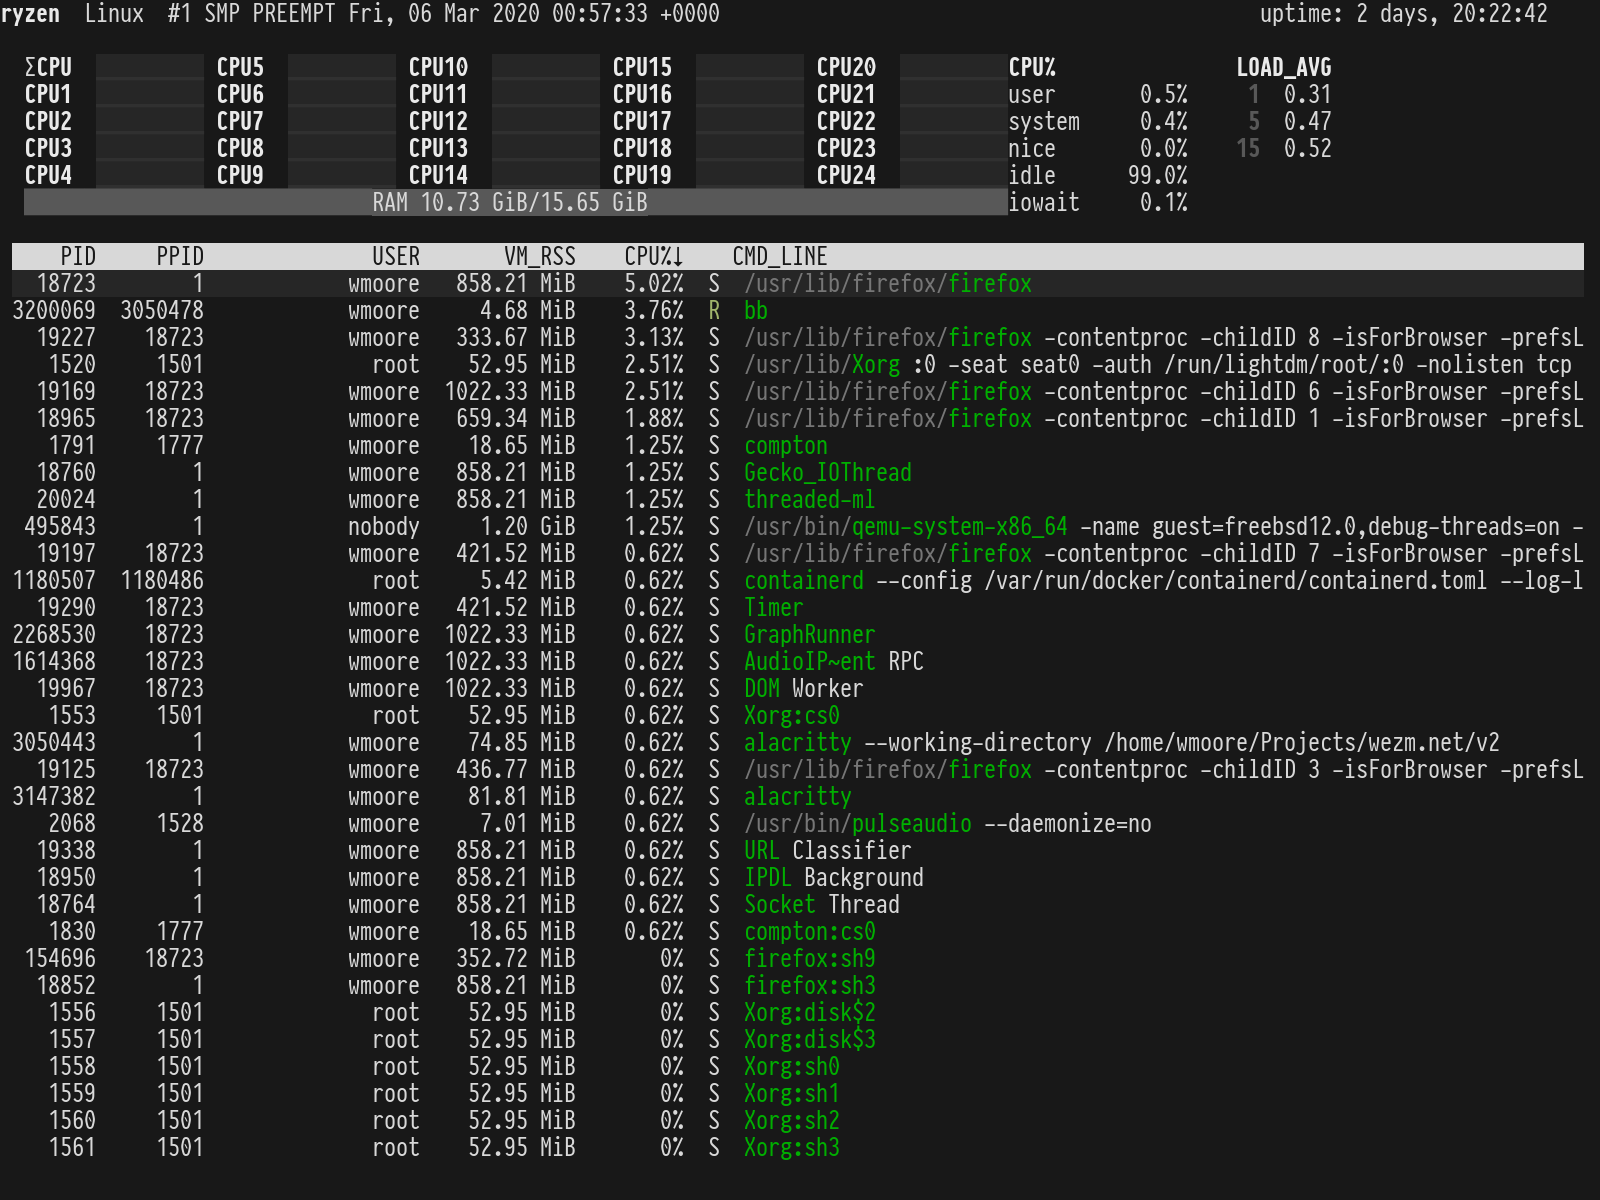 ryzen Linux #1 SMP PREEMPT Fri, 06 Mar 2020 00:57:33 +0000 uptime: 2 days, 20:22:42
ΣCPU CPU5 CPU10 CPU15 CPU20 CPU% LOAD_AVG
CPU1 CPU6 CPU11 CPU16 CPU21 user 0.5% 1 0.31
CPU2 CPU7 CPU12 CPU17 CPU22 system 0.4% 5 0.47
CPU3 CPU8 CPU13 CPU18 CPU23 nice 0.0% 15 0.52
CPU4 CPU9 CPU14 CPU19 CPU24 idle 99.0%
RAM 10.73 GiB/15.65 GiB iowait 0.1%
PID PPID USER VM_RSS CPU%↓ CMD_LINE
18723 1 wmoore 858.21 MiB 5.02% S /usr/lib/firefox/firefox
3200069 3050478 wmoore 4.68 MiB 3.76% R bb
19227 18723 wmoore 333.67 MiB 3.13% S /usr/lib/firefox/firefox -contentproc -childID 8 -isForBrowser -prefsL
1520 1501 root 52.95 MiB 2.51% S /usr/lib/Xorg :0 -seat seat0 -auth /run/lightdm/root/:0 -nolisten tcp
19169 18723 wmoore 1022.33 MiB 2.51% S /usr/lib/firefox/firefox -contentproc -childID 6 -isForBrowser -prefsL
18965 18723 wmoore 659.34 MiB 1.88% S /usr/lib/firefox/firefox -contentproc -childID 1 -isForBrowser -prefsL
1791 1777 wmoore 18.65 MiB 1.25% S compton
18760 1 wmoore 858.21 MiB 1.25% S Gecko_IOThread
20024 1 wmoore 858.21 MiB 1.25% S threaded-ml
495843 1 nobody 1.20 GiB 1.25% S /usr/bin/qemu-system-x86_64 -name guest=freebsd12.0,debug-threads=on -
19197 18723 wmoore 421.52 MiB 0.62% S /usr/lib/firefox/firefox -contentproc -childID 7 -isForBrowser -prefsL
1180507 1180486 root 5.42 MiB 0.62% S containerd --config /var/run/docker/containerd/containerd.toml --log-l
19290 18723 wmoore 421.52 MiB 0.62% S Timer
2268530 18723 wmoore 1022.33 MiB 0.62% S GraphRunner
1614368 18723 wmoore 1022.33 MiB 0.62% S AudioIP~ent RPC
19967 18723 wmoore 1022.33 MiB 0.62% S DOM Worker
1553 1501 root 52.95 MiB 0.62% S Xorg:cs0
3050443 1 wmoore 74.85 MiB 0.62% S alacritty --working-directory /home/wmoore/Projects/wezm.net/v2
19125 18723 wmoore 436.77 MiB 0.62% S /usr/lib/firefox/firefox -contentproc -childID 3 -isForBrowser -prefsL
3147382 1 wmoore 81.81 MiB 0.62% S alacritty
2068 1528 wmoore 7.01 MiB 0.62% S /usr/bin/pulseaudio --daemonize=no
19338 1 wmoore 858.21 MiB 0.62% S URL Classifier
18950 1 wmoore 858.21 MiB 0.62% S IPDL Background
18764 1 wmoore 858.21 MiB 0.62% S Socket Thread
1830 1777 wmoore 18.65 MiB 0.62% S compton:cs0
154696 18723 wmoore 352.72 MiB 0% S firefox:sh9
18852 1 wmoore 858.21 MiB 0% S firefox:sh3
1556 1501 root 52.95 MiB 0% S Xorg:disk$2
1557 1501 root 52.95 MiB 0% S Xorg:disk$3
1558 1501 root 52.95 MiB 0% S Xorg:sh0
1559 1501 root 52.95 MiB 0% S Xorg:sh1
1560 1501 root 52.95 MiB 0% S Xorg:sh2
1561 1501 root 52.95 MiB 0% S Xorg:sh3